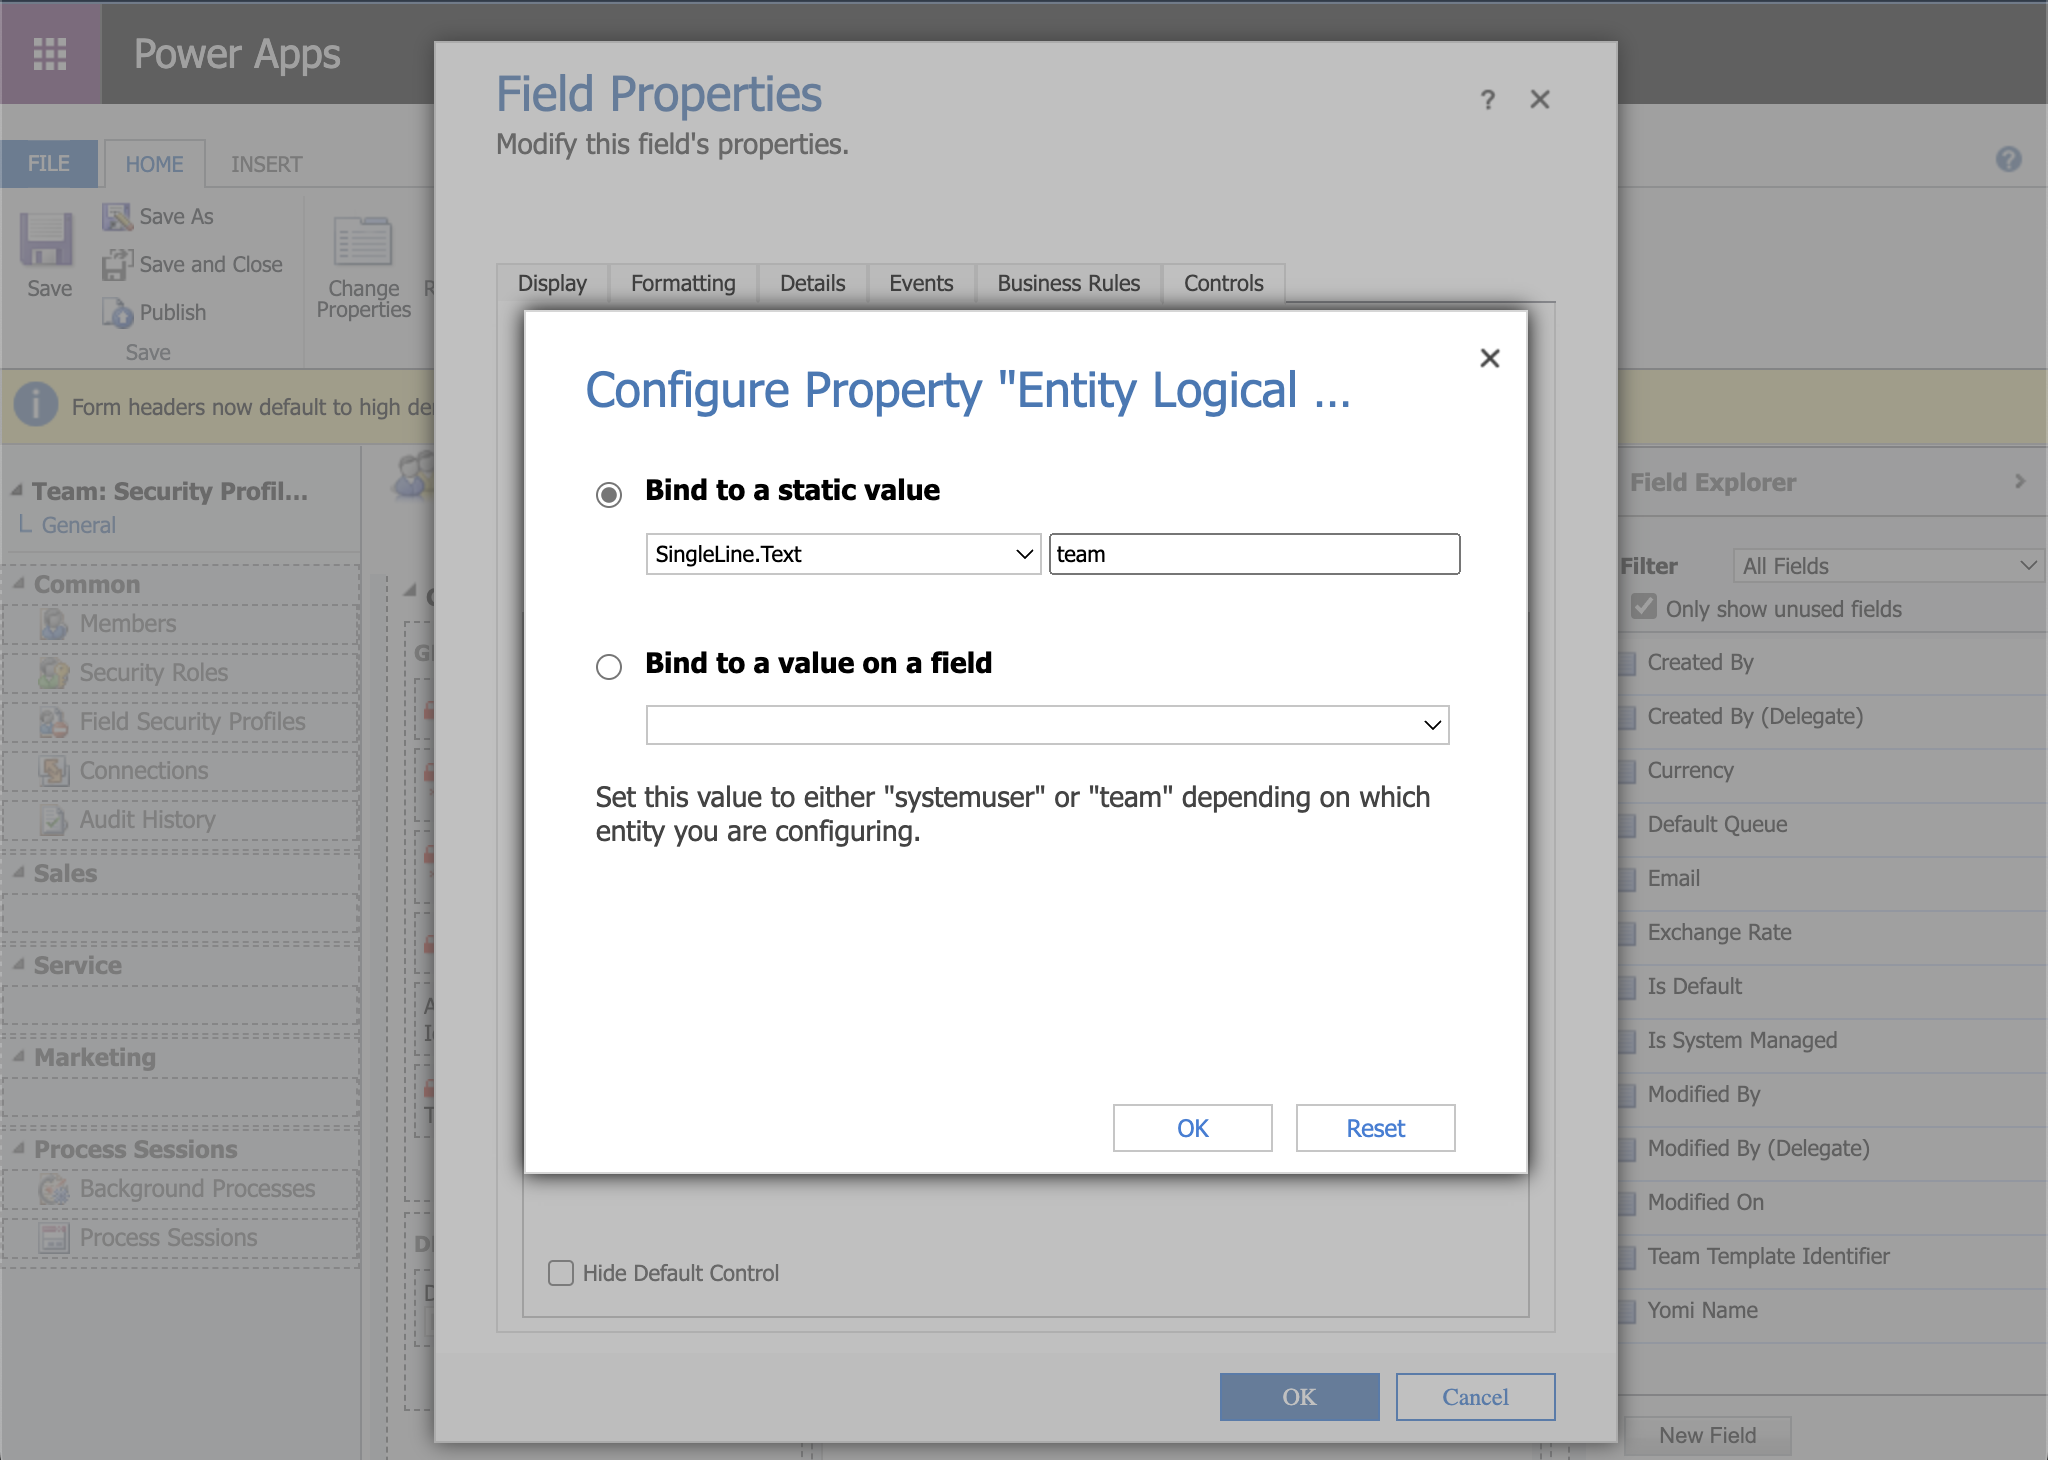 Power Apps
FILE
HOME
INSERT
Save
Save As
Save and Close
Publish
Save
Change
Properties
Form headers now default to high
Team: Security Profil...
General
Common
Members
Security Roles
Field Security Profiles
Connections
Audit History
Sales
Service
Marketing
Process Sessions
Background Processes
Process Sessions
Field Properties
? 
Modify this field's properties.
Display
Formatting
Details
Events
Business Rules
Controls
Configure Property "Entity Logical ...
Bind to a static value
SingleLine.Text
team
Bind to a value on a field
Set this value to either "systemuser" or "team" depending on which
entity you are configuring.
OK
Reset
Hide Default Control
OK
Cancel
Field Explorer
Filter
All Fields
Only show unused fields
Created By
Created By (Delegate)
Currency
Default Queue
Email
Exchange Rate
Is Default
Is System Managed
Modified By
Modified By (Delegate)
Modified On
Team Template Identifier
Yomi Name
New Field